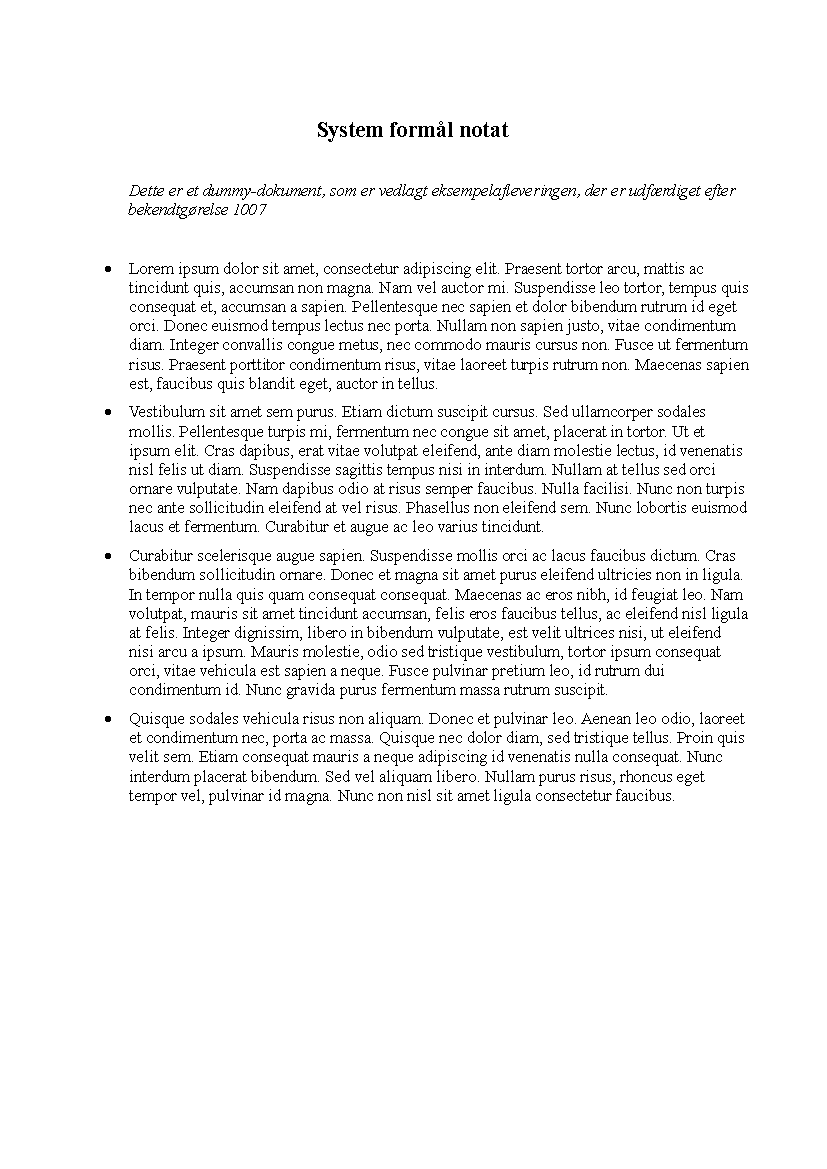 System formål notat
Dette er et dummy-dokument, som er vedlagt eksempelafleveringen, der er udfærdiget efter
bekendtgørelse 1007
• Lorem ipsum dolor sit amet, consectetur adipiscing elit. Praesent tortor arcu, mattis ac
tincidunt quis, accumsan non magna. Nam vel auctor mi. Suspendisse leo tortor, tempus quis
consequat et, accumsan a sapien. Pellentesque nec sapien et dolor bibendum rutrum id eget
orci. Donec euismod tempus lectus nec porta. Nullam non sapien justo, vitae condimentum
diam. Integer convallis congue metus, nec commodo mauris cursus non. Fusce ut fermentum
risus. Praesent porttitor condimentum risus, vitae laoreet turpis rutrum non. Maecenas sapien
est, faucibus quis blandit eget, auctor in tellus.
• Vestibulum sit amet sem purus. Etiam dictum suscipit cursus. Sed ullamcorper sodales
mollis. Pellentesque turpis mi, fermentum nec congue sit amet, placerat in tortor. Ut et
ipsum elit. Cras dapibus, erat vitae volutpat eleifend, ante diam molestie lectus, id venenatis
nisl felis ut diam. Suspendisse sagittis tempus nisi in interdum. Nullam at tellus sed orci
ornare vulputate. Nam dapibus odio at risus semper faucibus. Nulla facilisi. Nunc non turpis
nec ante sollicitudin eleifend at vel risus. Phasellus non eleifend sem. Nunc lobortis euismod
lacus et fermentum. Curabitur et augue ac leo varius tincidunt.
• Curabitur scelerisque augue sapien. Suspendisse mollis orci ac lacus faucibus dictum. Cras
bibendum sollicitudin ornare. Donec et magna sit amet purus eleifend ultricies non in ligula.
In tempor nulla quis quam consequat consequat. Maecenas ac eros nibh, id feugiat leo. Nam
volutpat, mauris sit amet tincidunt accumsan, felis eros faucibus tellus, ac eleifend nisl ligula
at felis. Integer dignissim, libero in bibendum vulputate, est velit ultrices nisi, ut eleifend
nisi arcu a ipsum. Mauris molestie, odio sed tristique vestibulum, tortor ipsum consequat
orci, vitae vehicula est sapien a neque. Fusce pulvinar pretium leo, id rutrum dui
condimentum id. Nunc gravida purus fermentum massa rutrum suscipit.
• Quisque sodales vehicula risus non aliquam. Donec et pulvinar leo. Aenean leo odio, laoreet
et condimentum nec, porta ac massa. Quisque nec dolor diam, sed tristique tellus. Proin quis
velit sem. Etiam consequat mauris a neque adipiscing id venenatis nulla consequat. Nunc
interdum placerat bibendum. Sed vel aliquam libero. Nullam purus risus, rhoncus eget
tempor vel, pulvinar id magna. Nunc non nisl sit amet ligula consectetur faucibus.